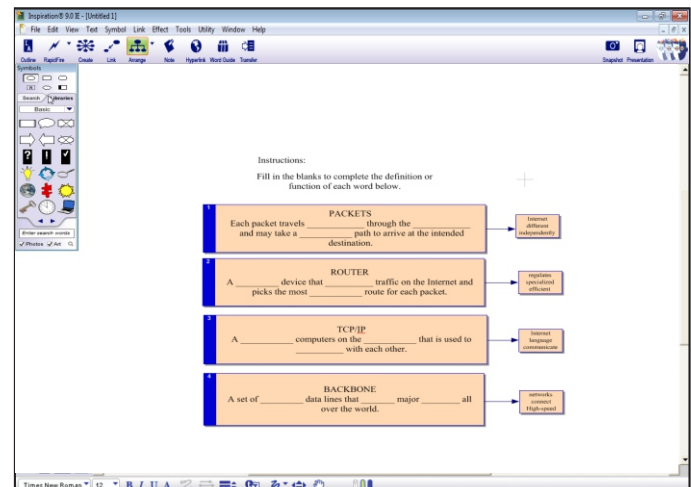 Inspiration® 9.0 IE - [Untitled 1]
File Edit View Text Symbol Link Effect Tools Utility Window Help
Outline RapidFire Create Link Arrange Note Hyperlink Word Guide Transfer Snapshot Presentation
Symbols
Search Libraries
Basic
Enter search words
Photos Art
Instructions:
Fill in the blanks to complete the definition or
function of each word below.
1
PACKETS
Each packet travels ____________ through the ____________
and may take a ___________ path to arrive at the intended
destination.
Internet
different
independently
2
ROUTER
A _________ device that __________ traffic on the Internet and
picks the most __________ route for each packet.
regulates
specialized
efficient
3
TCP/IP
A ___________ computers on the ___________ that is used to
__________ with each other.
Internet
language
communicate
4
BACKBONE
A set of _________ data lines that _______ major _______ all
over the world.
networks
connect
High-speed
Times New Roman 12 B I U A